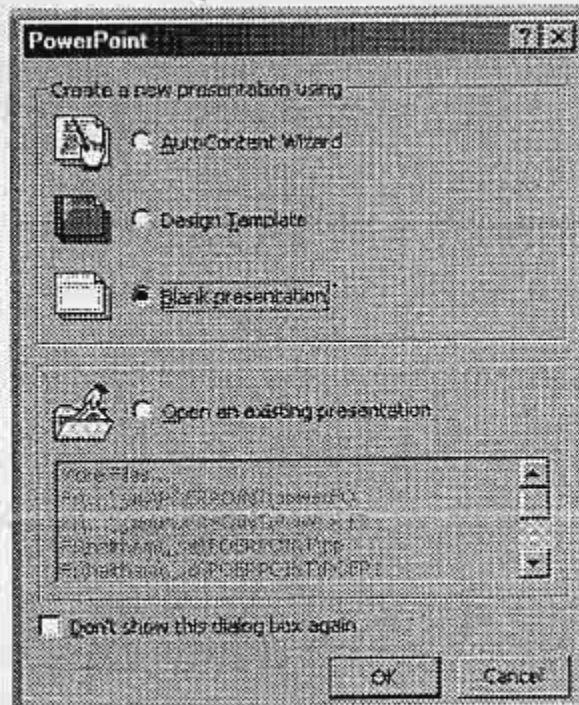 PowerPoint
Create a new presentation using
AutoContent Wizard
Design Template
Blank presentation
Open an existing presentation
More Files...
Don't show this dialog box again
OK
Cancel